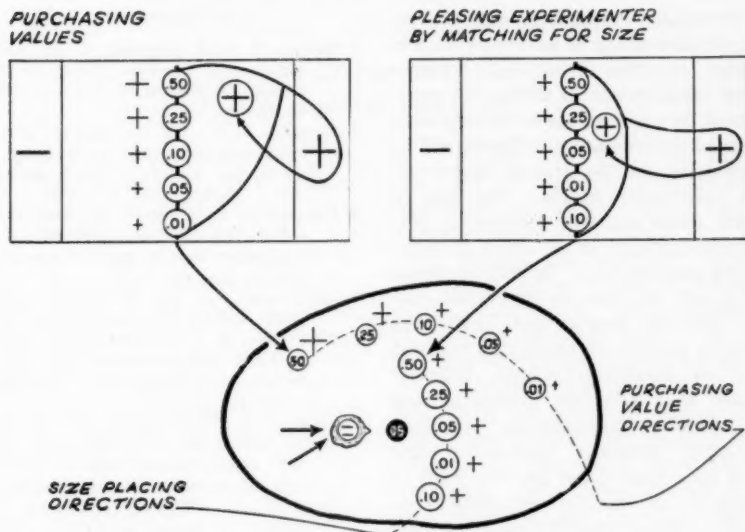 PURCHASING
VALUES
PLEASING EXPERIMENTER
BY MATCHING FOR SIZE
− + .50 + +
+ .25
+ .10
+ .05
+ .01
− + .50 + +
+ .25
+ .05
+ .01
+ .10
.50 +
.25 +
.10 +
.05 +
.01 +
.50 +
.25 +
.05 +
.01 +
.10 +
−
PURCHASING
VALUE
DIRECTIONS
SIZE PLACING
DIRECTIONS